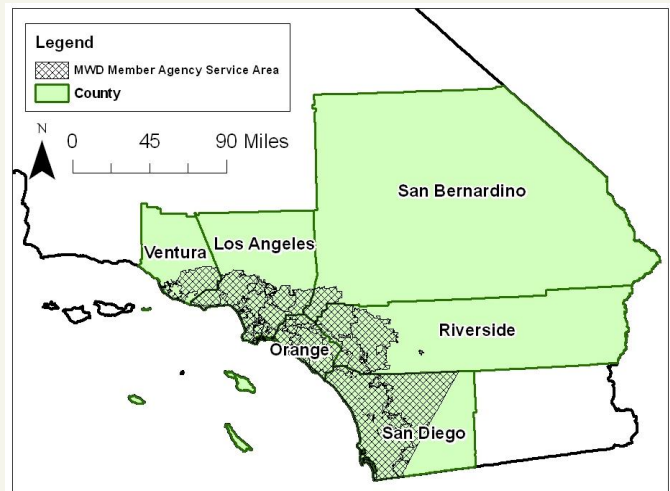 Legend
MWD Member Agency Service Area
County
N
0 45 90 Miles
San Bernardino
Ventura
Los Angeles
Riverside
Orange
San Diego